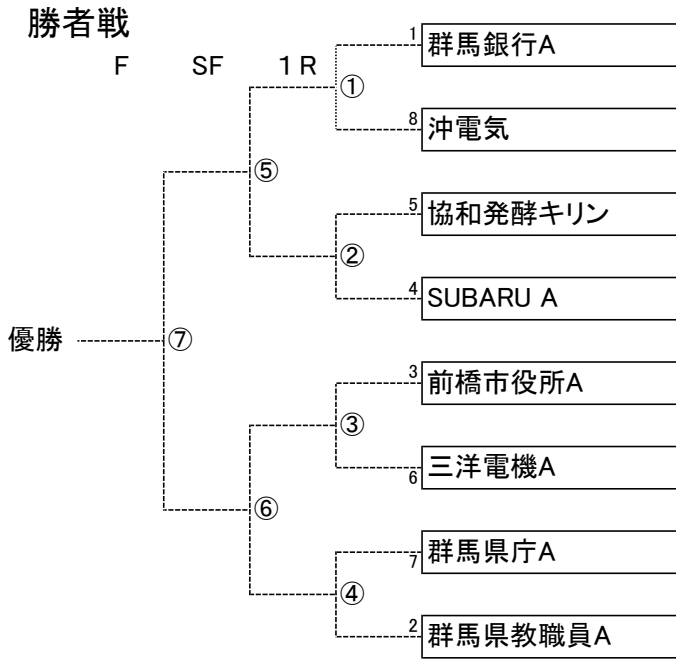 勝者戦
F SF 1R
1 群馬銀行A
①
8 沖電気
⑤
5 協和発酵キリン
②
4 SUBARU A
優勝 ⑦
3 前橋市役所A
③
6 三洋電機A
⑥
7 群馬県庁A
④
2 群馬県教職員A